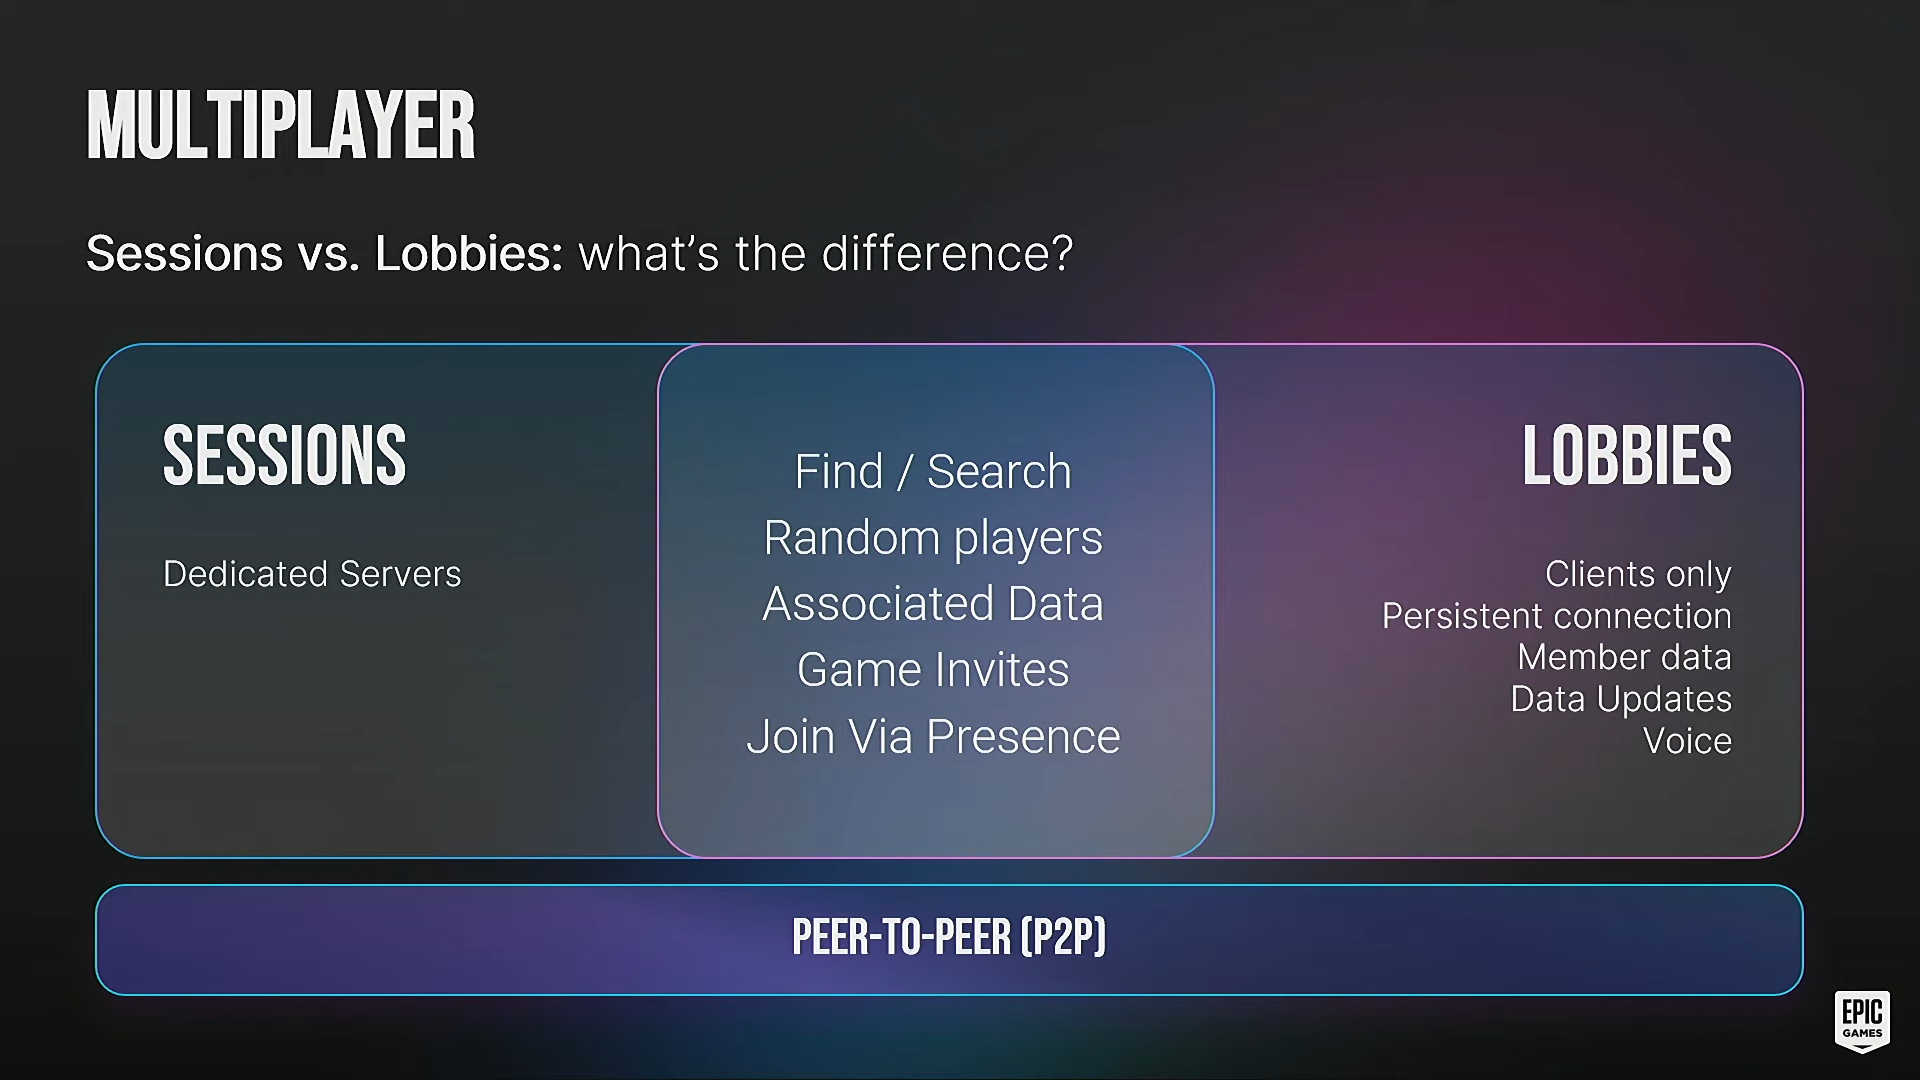 MULTIPLAYER
Sessions vs. Lobbies: what's the difference?
SESSIONS
Dedicated Servers
Find / Search
Random players
Associated Data
Game Invites
Join Via Presence
LOBBIES
Clients only
Persistent connection
Member data
Data Updates
Voice
PEER-TO-PEER (P2P)
EPIC
GAMES